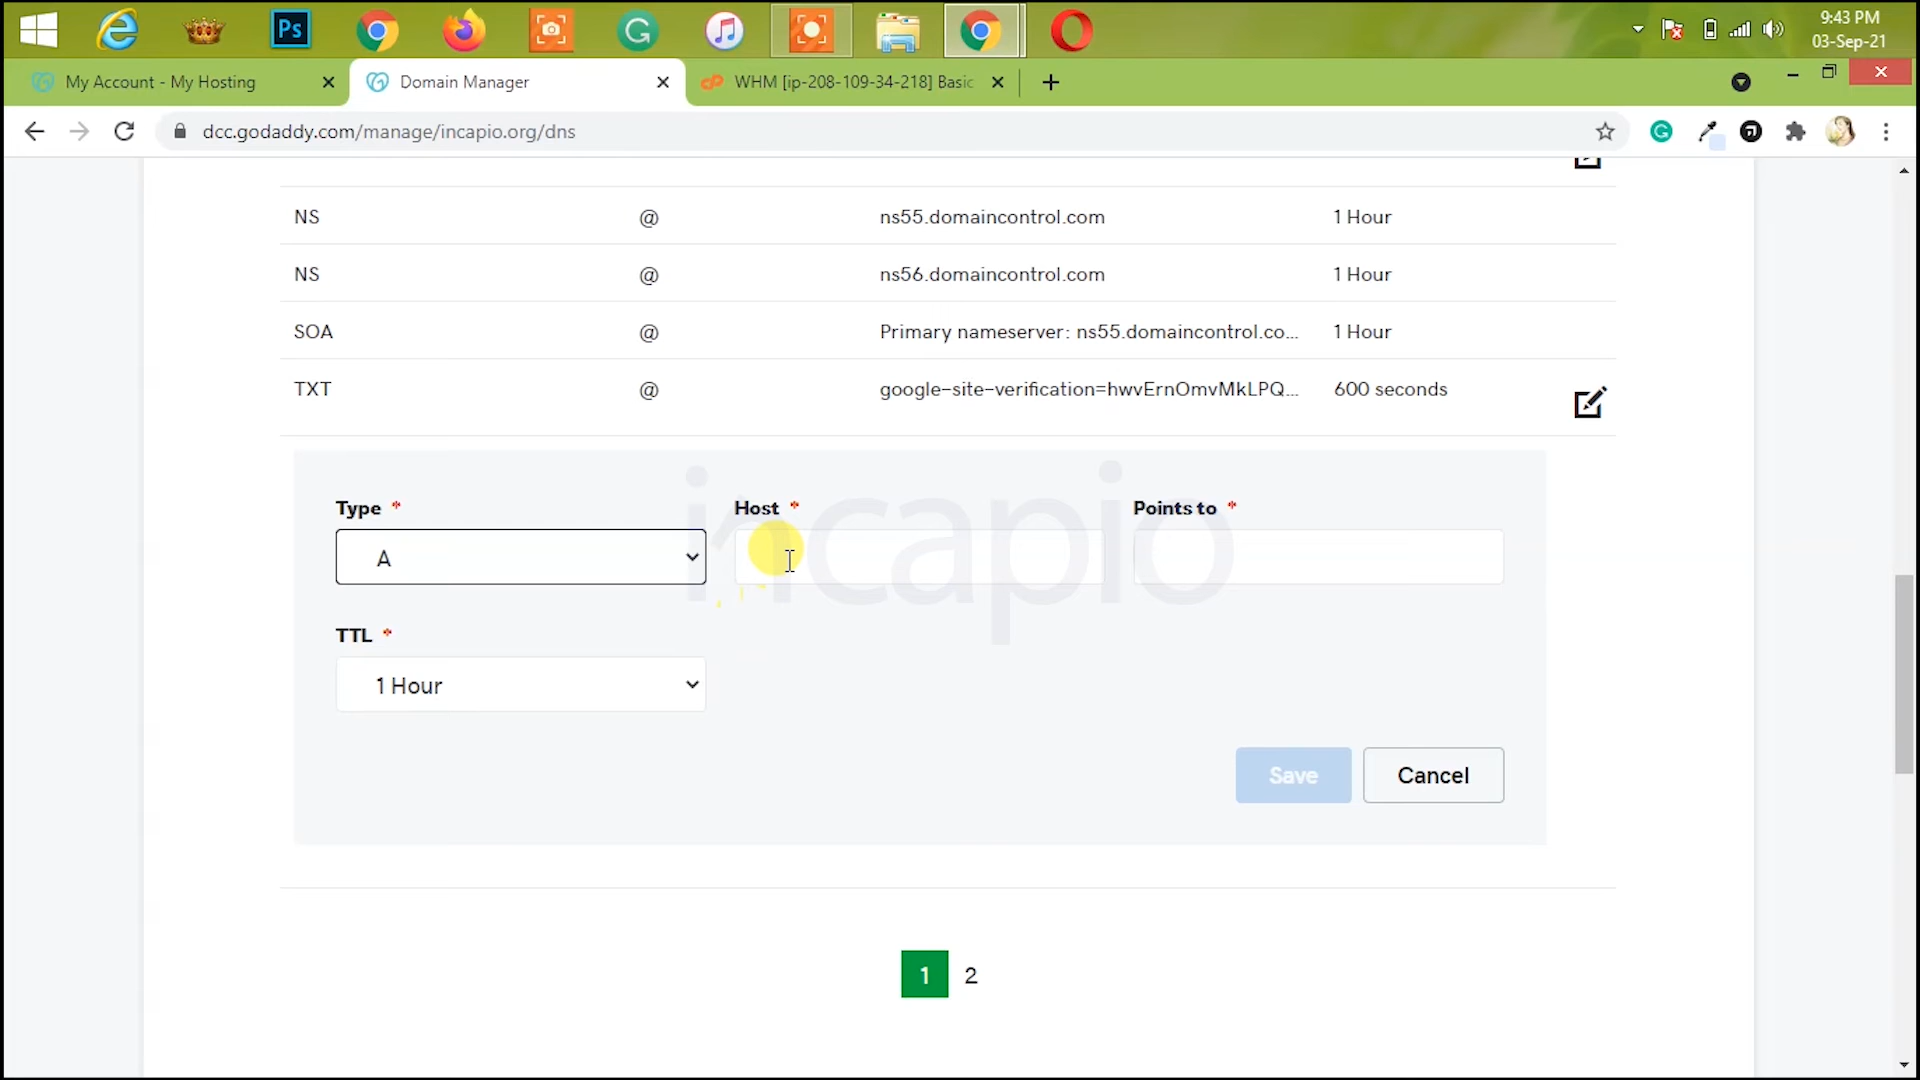 Ps
9:43 PM
03-Sep-21
My Account - My Hosting
Domain Manager
WHM [ip-208-109-34-218] Basic
dcc.godaddy.com/manage/incapio.org/dns
NS @ ns55.domaincontrol.com 1 Hour
NS @ ns56.domaincontrol.com 1 Hour
SOA @ Primary nameserver: ns55.domaincontrol.co... 1 Hour
TXT @ google-site-verification=hwvErnOmvMkLPQ... 600 seconds
incapio
Type * Host * Points to *
A
TTL *
1 Hour
Save Cancel
1 2